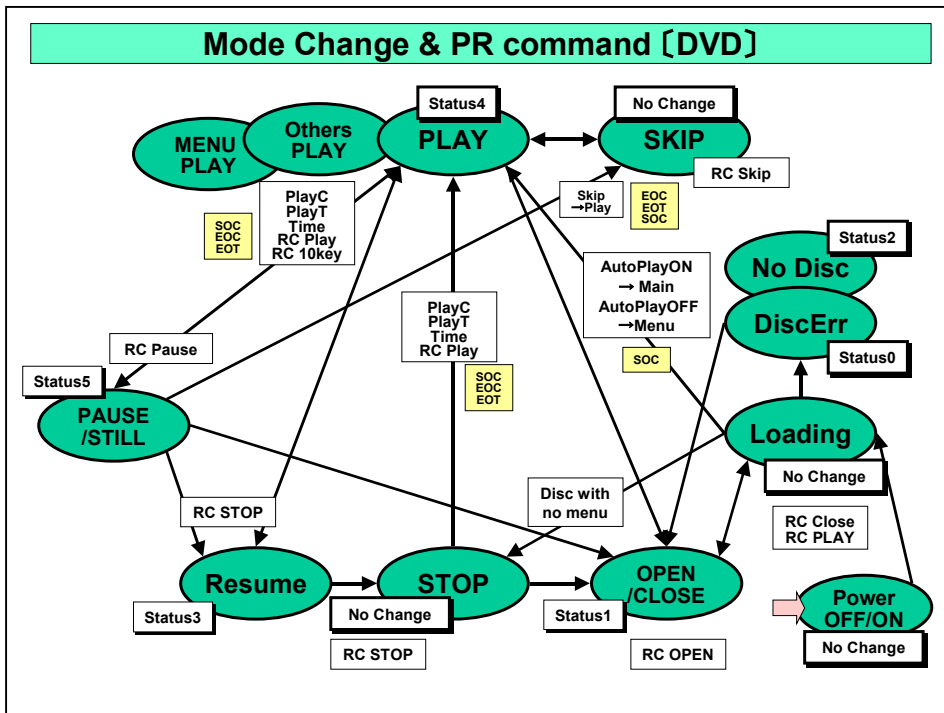 Mode Change & PR command〔DVD〕
Status4
No Change
MENU
PLAY
Others
PLAY
PLAY
SKIP
RC Skip
PlayC
PlayT
Time
RC Play
RC 10key
SOC
EOC
EOT
Skip
→Play
EOC
EOT
SOC
Status2
No Disc
AutoPlayON
→ Main
AutoPlayOFF
→Menu
SOC
DiscErr
Status0
PlayC
PlayT
Time
RC Play
SOC
EOC
EOT
RC Pause
Status5
PAUSE
/STILL
Loading
No Change
Disc with
no menu
RC STOP
RC Close
RC PLAY
Resume
STOP
OPEN
/CLOSE
Status3
No Change
Status1
Power
OFF/ON
No Change
RC STOP
RC OPEN